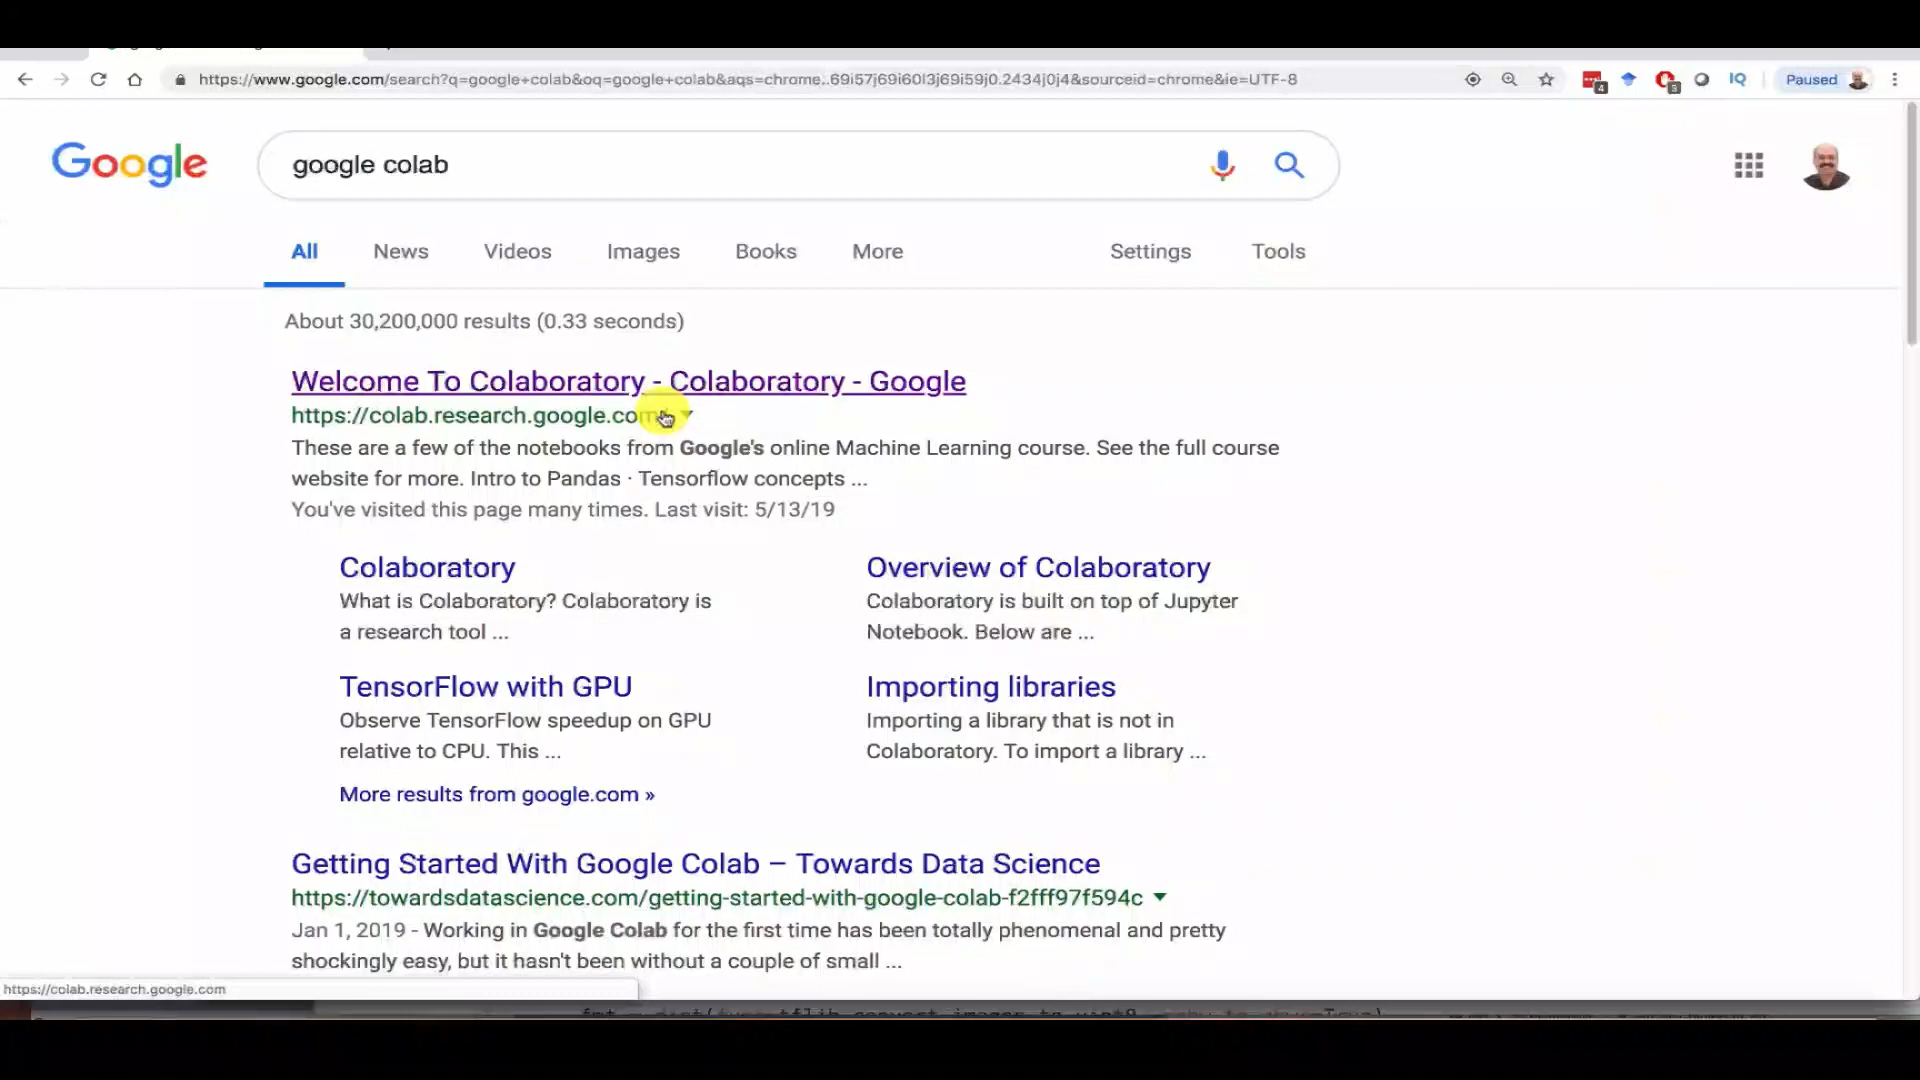 https://www.google.com/search?q=google+colab&oq=google+colab&aqs=chrome..69i57j69i60l3j69i59j0.2434j0j4&sourceid=chrome&ie=UTF-8
4
5
IQ
Paused
Google
google colab
All News Videos Images Books More Settings Tools
About 30,200,000 results (0.33 seconds)
Welcome To Colaboratory - Colaboratory - Google
https://colab.research.google.com/
These are a few of the notebooks from Google's online Machine Learning course. See the full course
website for more. Intro to Pandas · Tensorflow concepts ...
You've visited this page many times. Last visit: 5/13/19
Colaboratory
What is Colaboratory? Colaboratory is
a research tool ...
Overview of Colaboratory
Colaboratory is built on top of Jupyter
Notebook. Below are ...
TensorFlow with GPU
Observe TensorFlow speedup on GPU
relative to CPU. This ...
Importing libraries
Importing a library that is not in
Colaboratory. To import a library ...
More results from google.com »
Getting Started With Google Colab – Towards Data Science
https://towardsdatascience.com/getting-started-with-google-colab-f2fff97f594c
Jan 1, 2019 - Working in Google Colab for the first time has been totally phenomenal and pretty
shockingly easy, but it hasn't been without a couple of small ...
https://colab.research.google.com